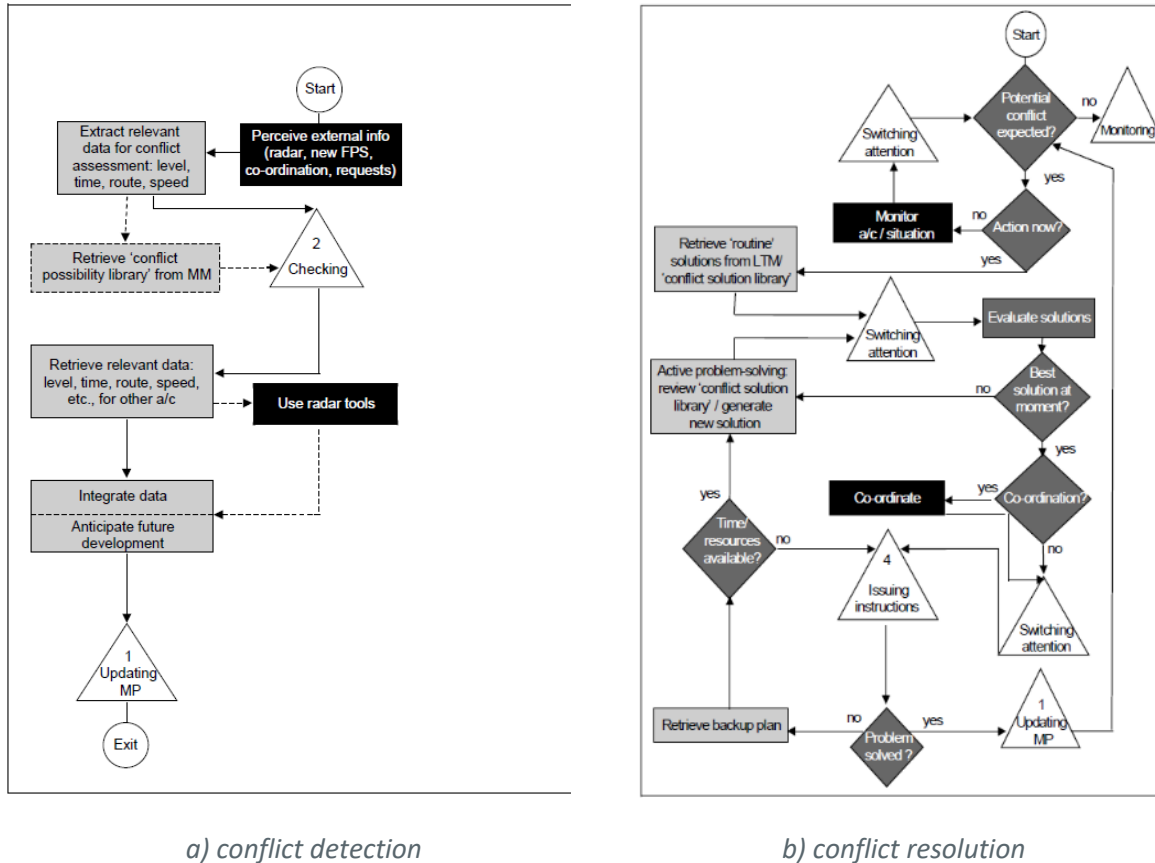 Start
Extract relevant
data for conflict
assessment: level,
time, route, speed
Perceive external info
(radar, new FPS,
co-ordination, requests)
2
Checking
Retrieve ‘conflict
possibility library’ from MM
Retrieve relevant data:
level, time, route, speed,
etc., for other a/c
Use radar tools
Integrate data
Anticipate future
development
1
Updating
MP
Exit
a) conflict detection
Start
Potential
conflict
expected?
no
Monitoring
Switching
attention
yes
Monitor
a/c / situation
no
Action now?
yes
Retrieve ‘routine’
solutions from LTM/
‘conflict solution library’
Switching
attention
Evaluate solutions
Active problem-solving:
review ‘conflict solution
library’ / generate
new solution
no
Best
solution at
moment?
yes
Co-ordinate
yes
Co-ordination?
no
yes
Time/
resources
available?
no
4
Issuing
instructions
Switching
attention
Retrieve backup plan
no
Problem
solved ?
yes
1
Updating
MP
b) conflict resolution